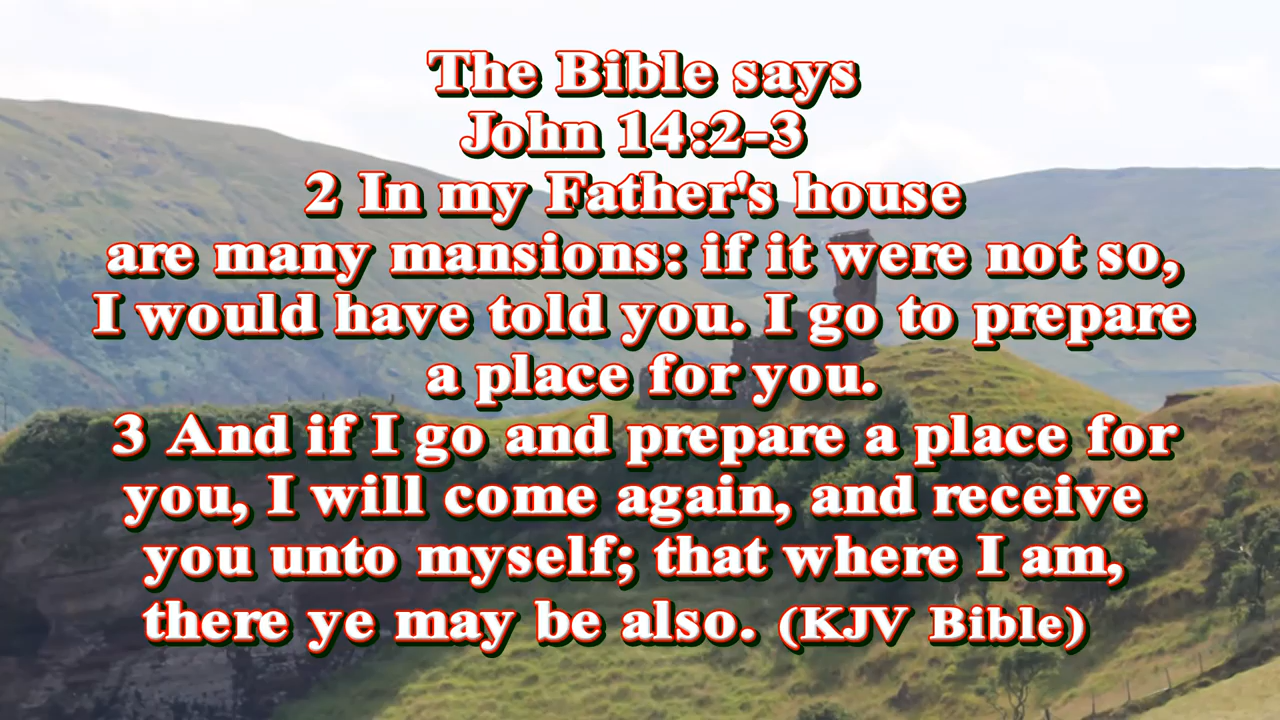 The Bible says
John 14:2-3
2 In my Father's house
are many mansions: if it were not so,
I would have told you. I go to prepare
a place for you.
3 And if I go and prepare a place for
you, I will come again, and receive
you unto myself; that where I am,
there ye may be also. (KJV Bible)